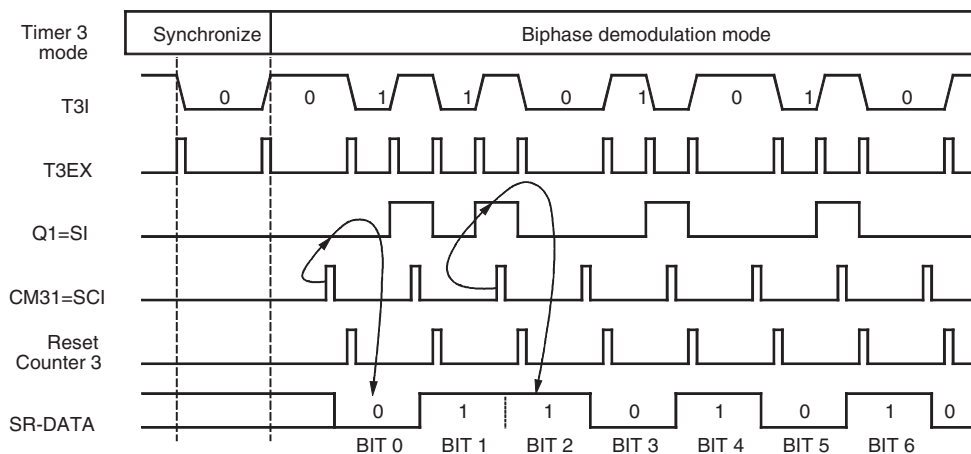 Timer 3 mode
Synchronize
Biphase demodulation mode
T3I
0 0 1 1 0 1 0 1 0
T3EX
Q1=SI
CM31=SCI
Reset
Counter 3
SR-DATA
0 1 1 0 1 0 1 0
BIT 0 BIT 1 BIT 2 BIT 3 BIT 4 BIT 5 BIT 6